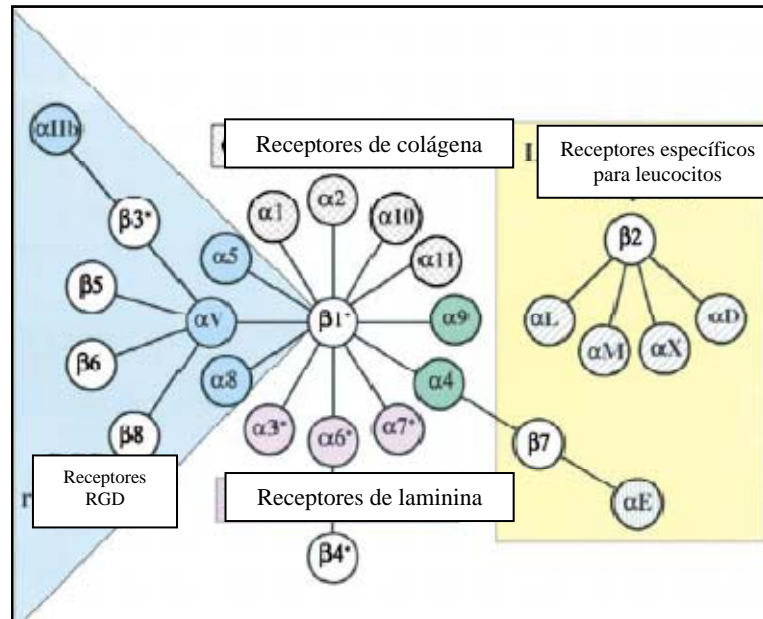 αIIb
Receptores de colágena
L
Receptores específicos
para leucocitos
β3*
α1
α2
α10
α11
β2
α5
β5
αv
β1*
α9
αL
αM
αX
αD
β6
α8
α4
β8
α3*
α6*
α7*
β7
Receptores
RGD
r
Receptores de laminina
αE
β4*